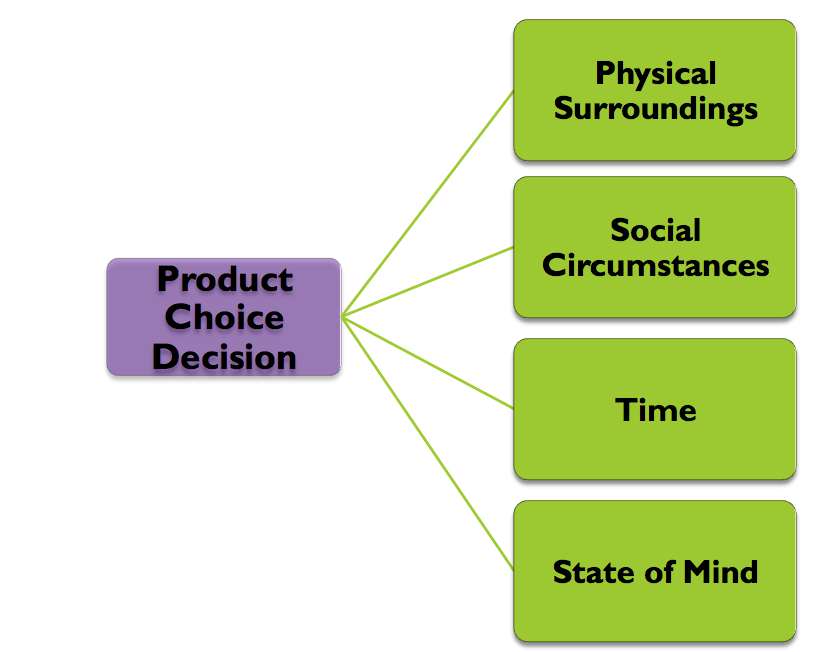 Product
Choice
Decision
Physical
Surroundings
Social
Circumstances
Time
State of Mind